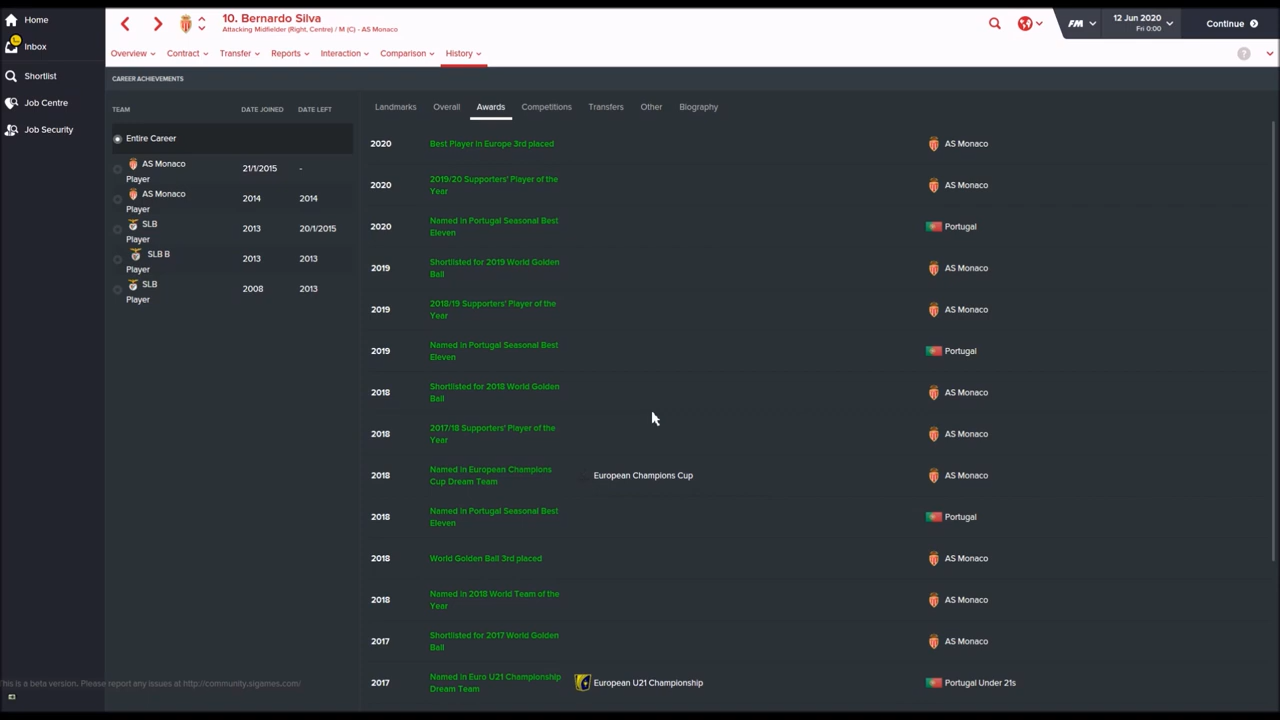 Home
Inbox
Shortlist
Job Centre
Job Security
10. Bernardo Silva
Attacking Midfielder (Right, Centre) / M (C) - AS Monaco
FM
12 Jun 2020
Fri 0:00
Continue
Overview
Contract
Transfer
Reports
Interaction
Comparison
History
?
CAREER ACHIEVEMENTS
TEAM DATE JOINED DATE LEFT
Entire Career
AS Monaco
Player
21/1/2015 -
AS Monaco
Player
2014 2014
SLB
Player
2013 20/1/2015
SLB B
Player
2013 2013
SLB
Player
2008 2013
Landmarks Overall Awards Competitions Transfers Other Biography
2020 Best Player in Europe 3rd placed AS Monaco
2020 2019/20 Supporters' Player of the
Year
AS Monaco
2020 Named in Portugal Seasonal Best
Eleven
Portugal
2019 Shortlisted for 2019 World Golden
Ball
AS Monaco
2019 2018/19 Supporters' Player of the
Year
AS Monaco
2019 Named in Portugal Seasonal Best
Eleven
Portugal
2018 Shortlisted for 2018 World Golden
Ball
AS Monaco
2018 2017/18 Supporters' Player of the
Year
AS Monaco
2018 Named in European Champions
Cup Dream Team
European Champions Cup AS Monaco
2018 Named in Portugal Seasonal Best
Eleven
Portugal
2018 World Golden Ball 3rd placed AS Monaco
2018 Named in 2018 World Team of the
Year
AS Monaco
2017 Shortlisted for 2017 World Golden
Ball
AS Monaco
2017 Named in Euro U21 Championship
Dream Team
European U21 Championship Portugal Under 21s
This is a beta version. Please report any issues at http://community.sigames.com/